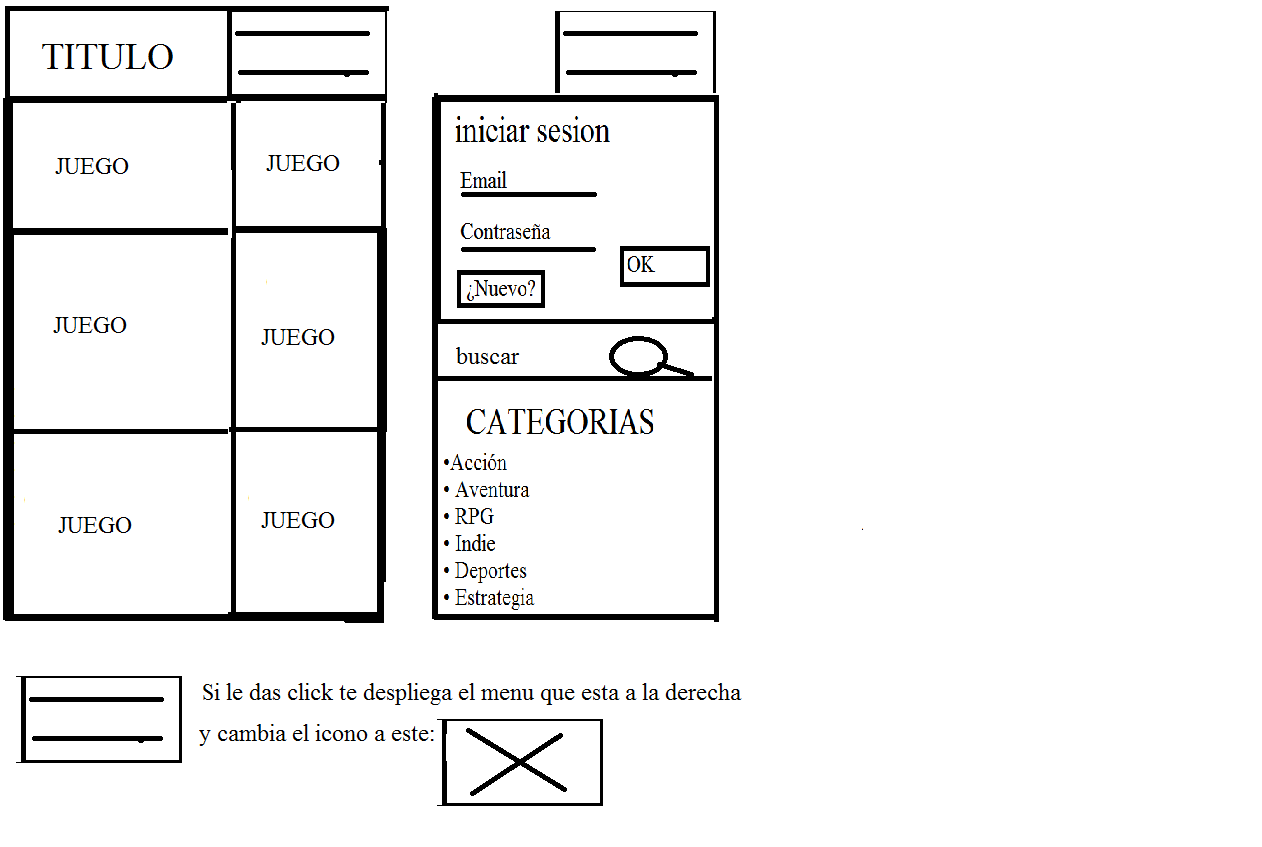 TITULO
JUEGO
JUEGO
JUEGO
JUEGO
JUEGO
JUEGO
iniciar sesion
Email
Contraseña
OK
¿Nuevo?
buscar
CATEGORIAS
•Acción
• Aventura
• RPG
• Indie
• Deportes
• Estrategia
Si le das click te despliega el menu que esta a la derecha
y cambia el icono a este: